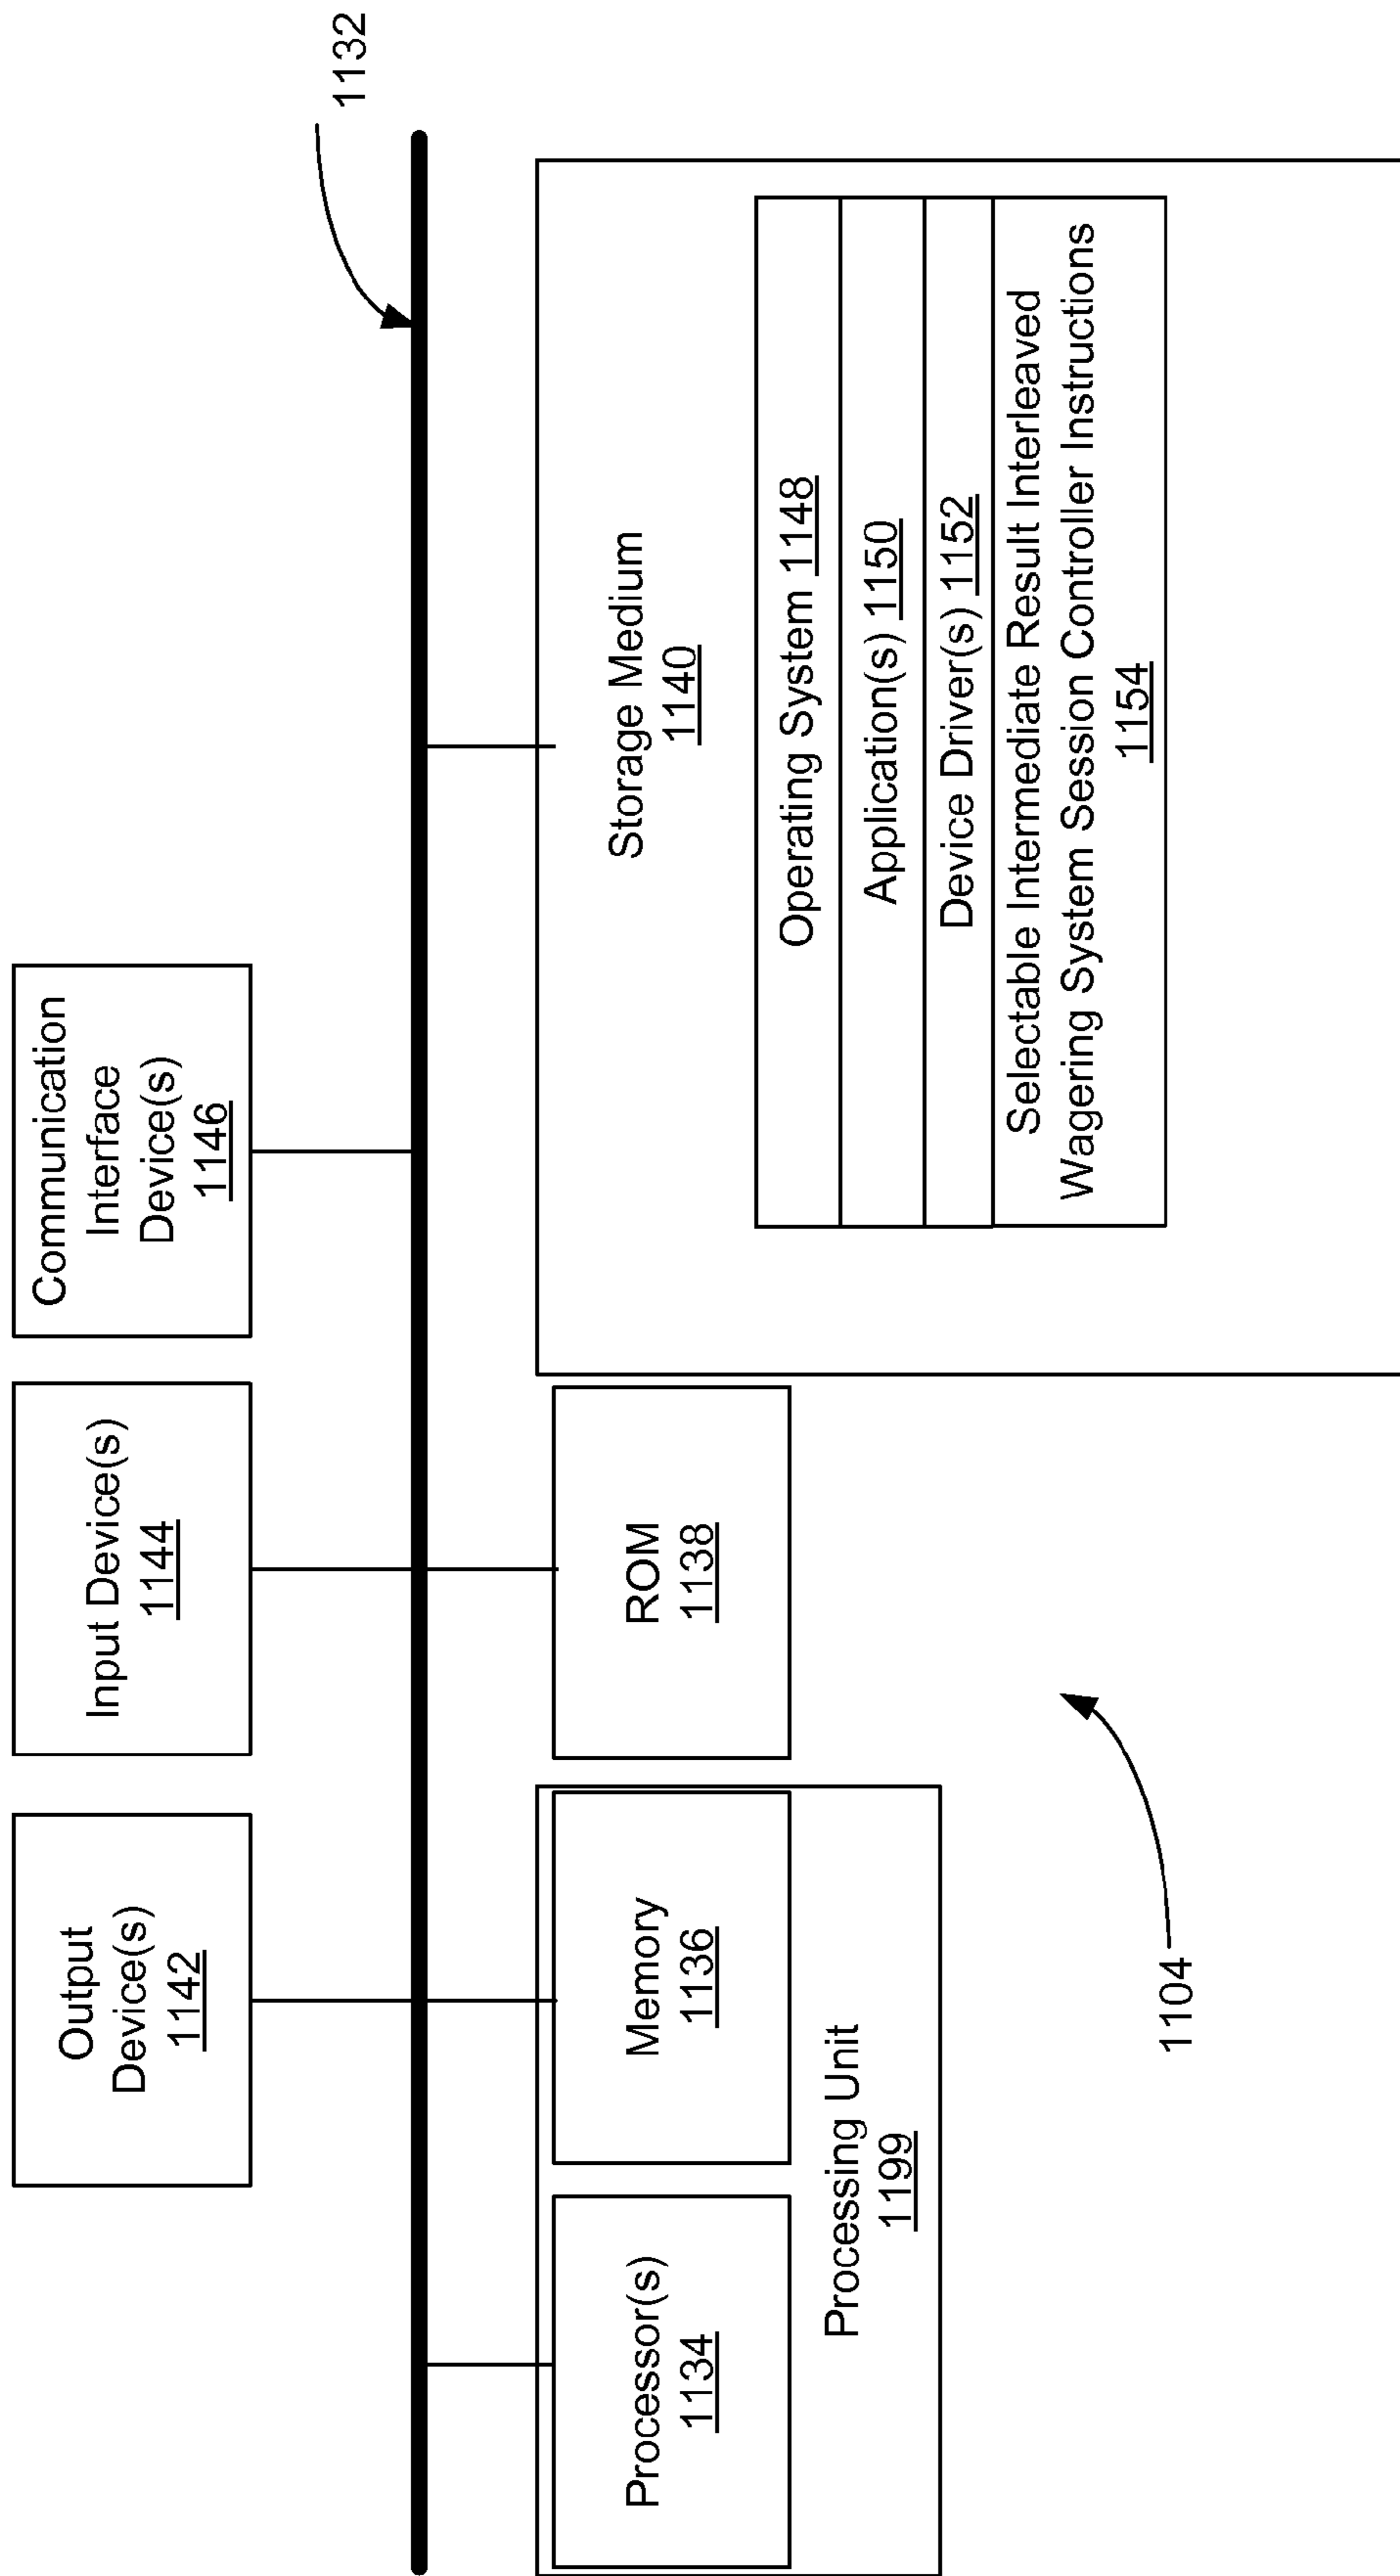 Output
Device(s)
1142
Input Device(s)
1144
Communication
Interface
Device(s)
1146
1132
Processor(s)
1134
Memory
1136
Processing Unit
1199
ROM
1138
Storage Medium
1140
Operating System 1148
Application(s) 1150
Device Driver(s) 1152
Selectable Intermediate Result Interleaved
Wagering System Session Controller Instructions
1154
1104